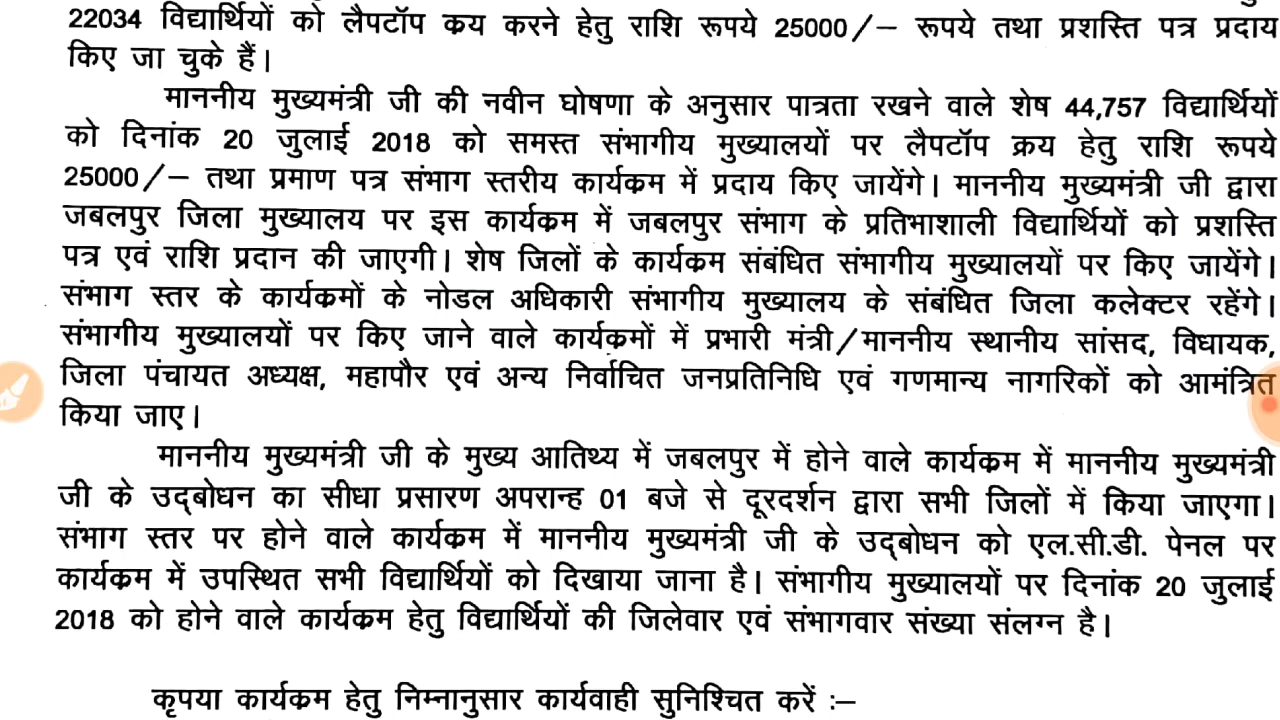 22034 विद्यार्थियों को लैपटॉप क्रय करने हेतु राशि रूपये 25000/– रूपये तथा प्रशस्ति पत्र प्रदाय
किए जा चुके हैं।
माननीय मुख्यमंत्री जी की नवीन घोषणा के अनुसार पात्रता रखने वाले शेष 44,757 विद्यार्थियों
को दिनांक 20 जुलाई 2018 को समस्त संभागीय मुख्यालयों पर लैपटॉप क्रय हेतु राशि रूपये
25000/– तथा प्रमाण पत्र संभाग स्तरीय कार्यक्रम में प्रदाय किए जायेंगे। माननीय मुख्यमंत्री जी द्वारा
जबलपुर जिला मुख्यालय पर इस कार्यक्रम में जबलपुर संभाग के प्रतिभाशाली विद्यार्थियों को प्रशस्ति
पत्र एवं राशि प्रदान की जाएगी। शेष जिलों के कार्यक्रम संबंधित संभागीय मुख्यालयों पर किए जायेंगे।
संभाग स्तर के कार्यक्रमों के नोडल अधिकारी संभागीय मुख्यालय के संबंधित जिला कलेक्टर रहेंगे।
संभागीय मुख्यालयों पर किए जाने वाले कार्यक्रमों में प्रभारी मंत्री/माननीय स्थानीय सांसद, विधायक,
जिला पंचायत अध्यक्ष, महापौर एवं अन्य निर्वाचित जनप्रतिनिधि एवं गणमान्य नागरिकों को आमंत्रित
किया जाए।
माननीय मुख्यमंत्री जी के मुख्य आतिथ्य में जबलपुर में होने वाले कार्यक्रम में माननीय मुख्यमंत्री
जी के उद्‌बोधन का सीधा प्रसारण अपरान्ह 01 बजे से दूरदर्शन द्वारा सभी जिलों में किया जाएगा।
संभाग स्तर पर होने वाले कार्यक्रम में माननीय मुख्यमंत्री जी के उद्‌बोधन को एल.सी.डी. पेनल पर
कार्यक्रम में उपस्थित सभी विद्यार्थियों को दिखाया जाना है। संभागीय मुख्यालयों पर दिनांक 20 जुलाई
2018 को होने वाले कार्यक्रम हेतु विद्यार्थियों की जिलेवार एवं संभागवार संख्या संलग्न है।
कृपया कार्यक्रम हेतु निम्नानुसार कार्यवाही सुनिश्चित करें :–